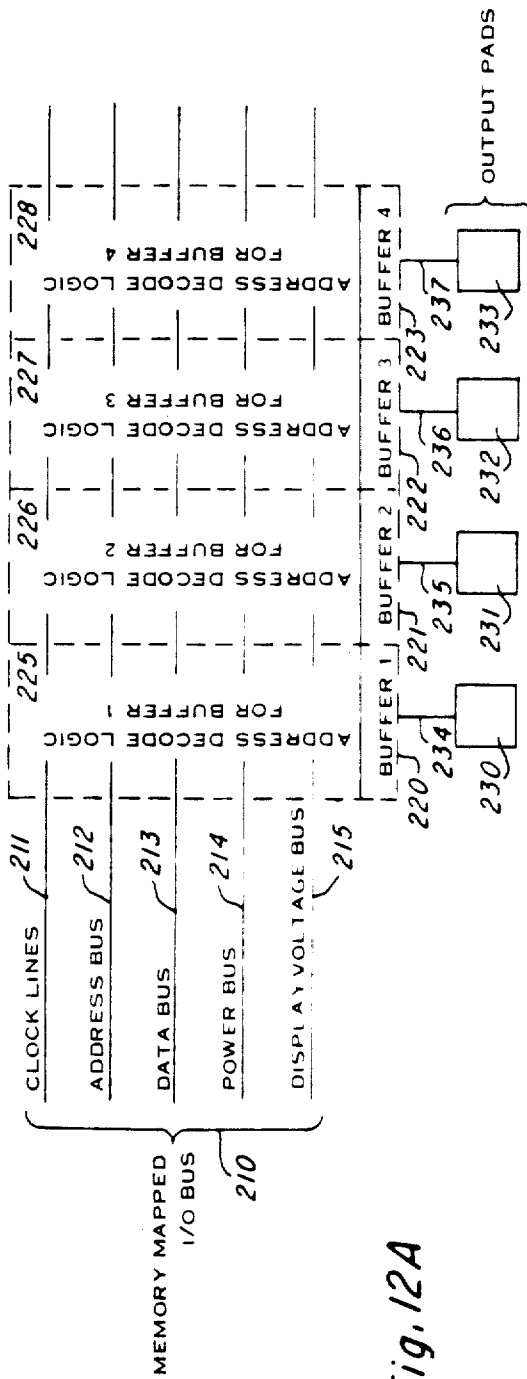 MEMORY MAPPED
I/O BUS
210
CLOCK LINES
211
ADDRESS BUS
212
DATA BUS
213
POWER BUS
214
DISPLAY VOLTAGE BUS
215
225
ADDRESS DECODE LOGIC
FOR BUFFER 1
226
ADDRESS DECODE LOGIC
FOR BUFFER 2
227
ADDRESS DECODE LOGIC
FOR BUFFER 3
228
ADDRESS DECODE LOGIC
FOR BUFFER 4
BUFFER 1
BUFFER 2
BUFFER 3
BUFFER 4
220
234
221
235
222
236
223
237
230
231
232
233
OUTPUT PADS
Fig. 12A